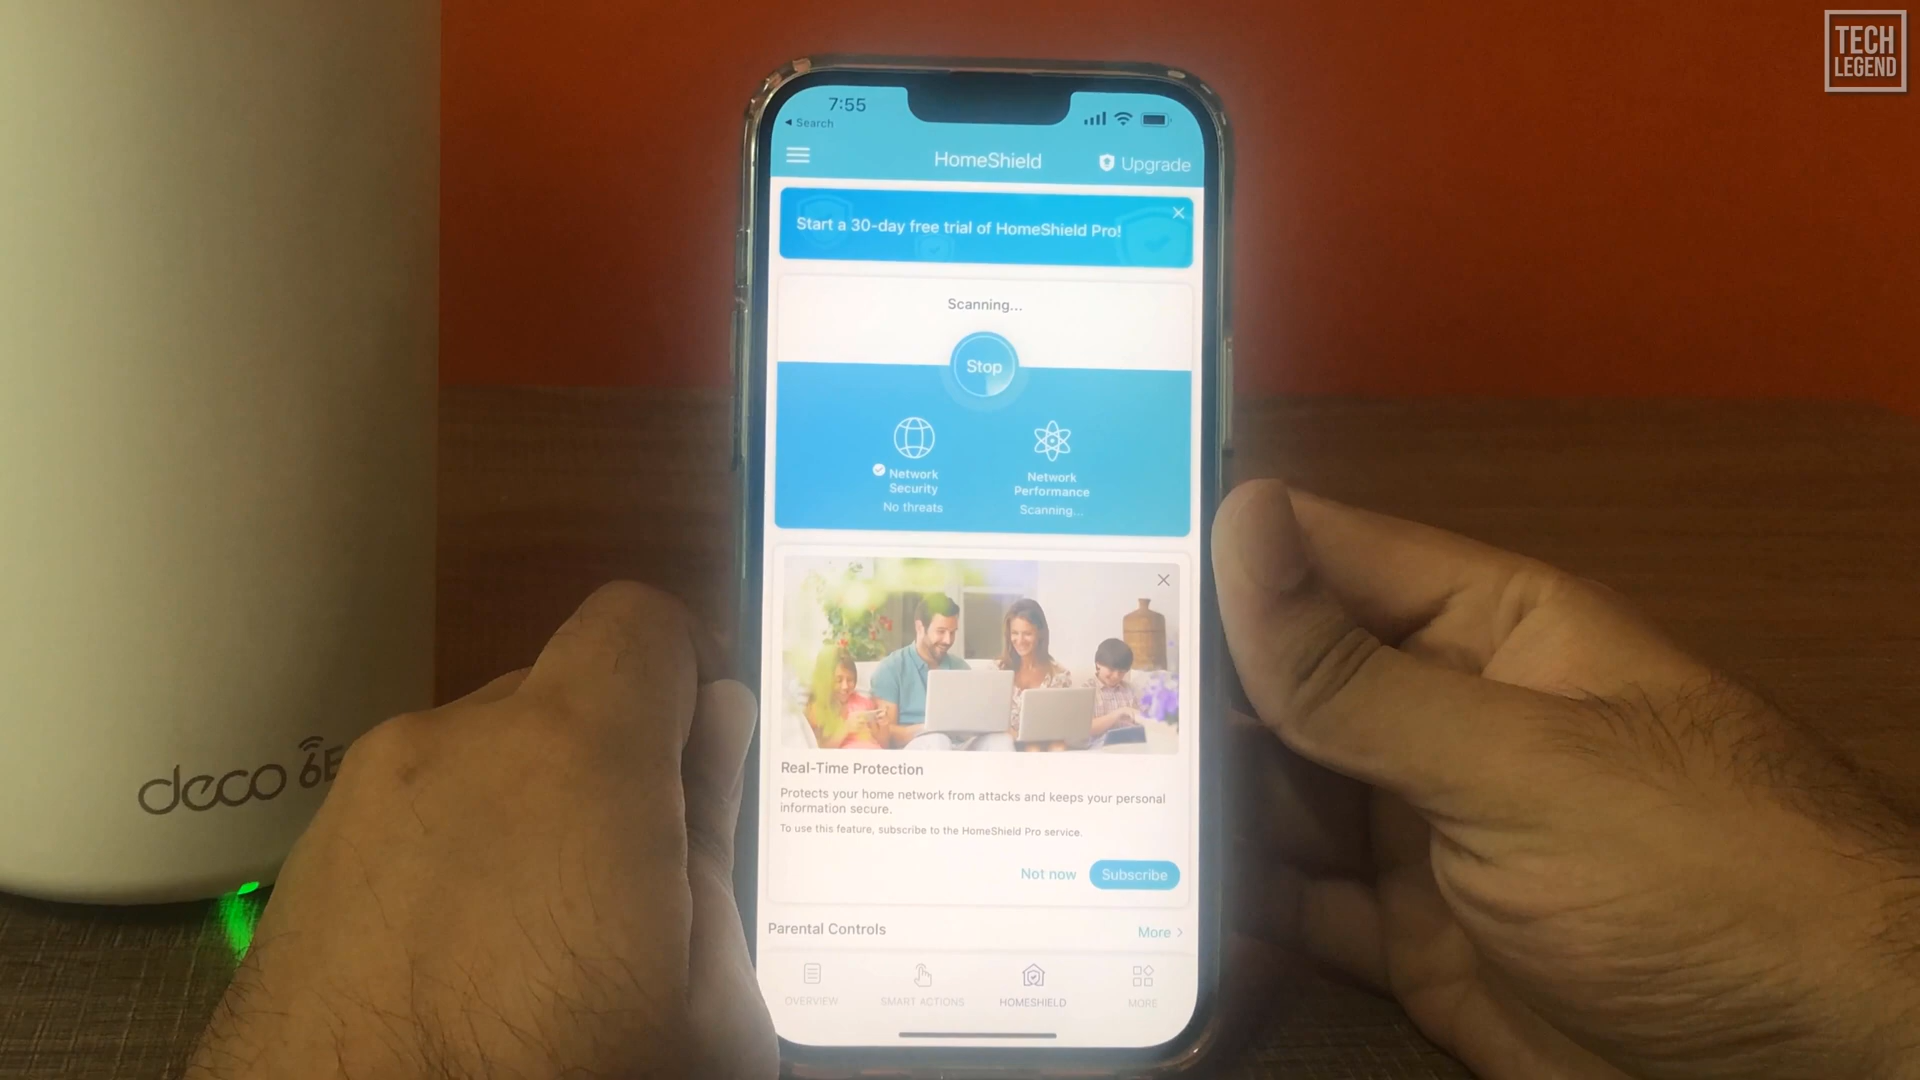 TECH
LEGEND
7:55
Search
HomeShield
Upgrade
Start a 30-day free trial of HomeShield Pro!
Scanning...
Stop
Network
Security
No threats
Network
Performance
Scanning...
Real-Time Protection
Protects your home network from attacks and keeps your personal
information secure.
To use this feature, subscribe to the HomeShield Pro service.
Not now
Subscribe
Parental Controls
More
OVERVIEW
SMART ACTIONS
HOMESHIELD
MORE
deco 6E